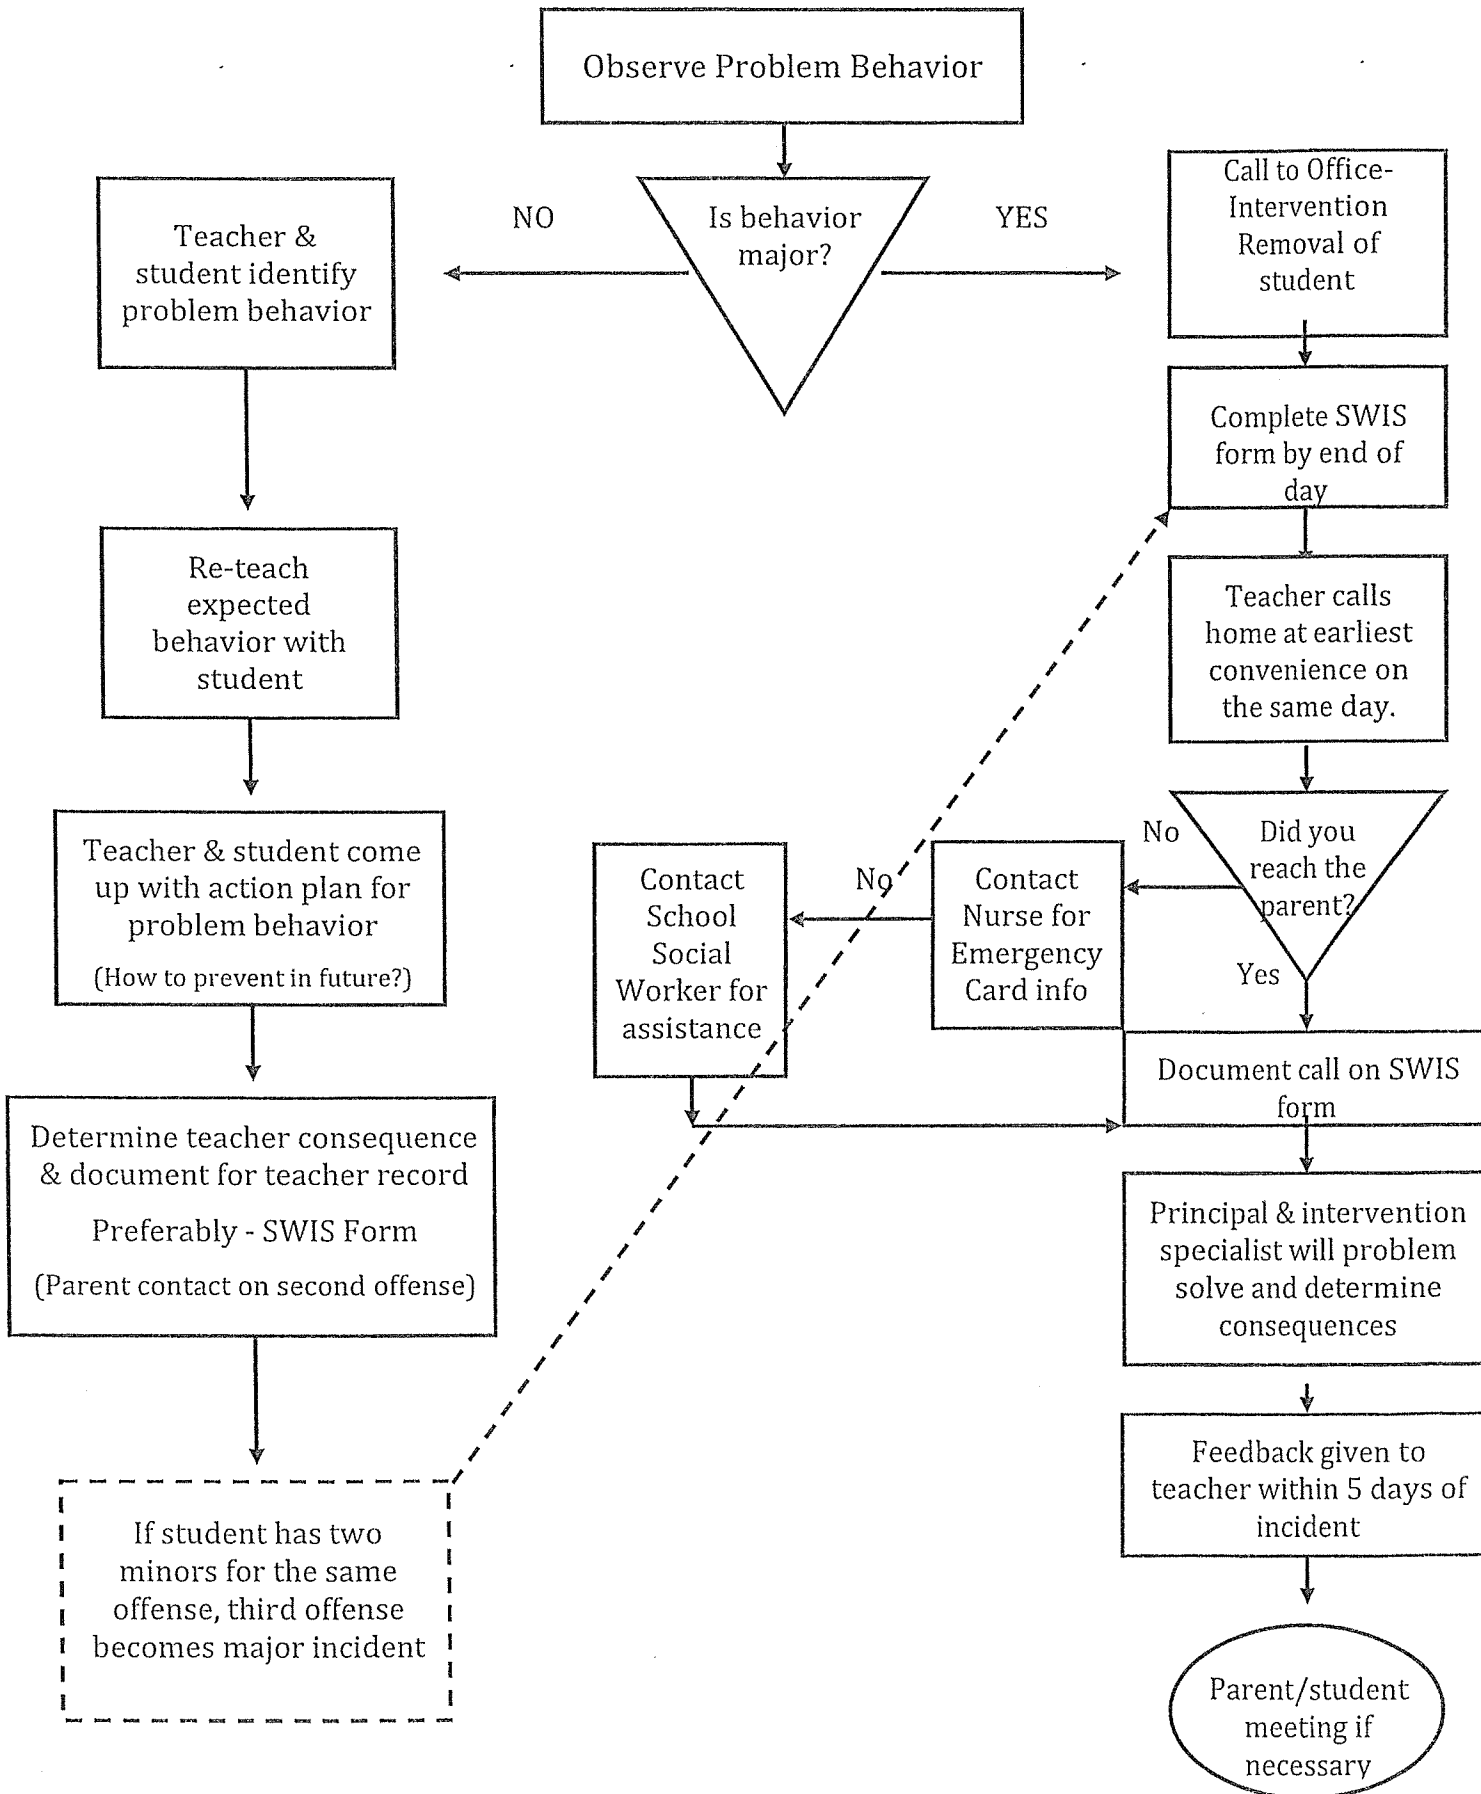 Observe Problem Behavior
Is behavior
major?
NO
YES
Teacher &
student identify
problem behavior
Re-teach
expected
behavior with
student
Teacher & student come
up with action plan for
problem behavior
(How to prevent in future?)
Determine teacher consequence
& document for teacher record
Preferably - SWIS Form
(Parent contact on second offense)
If student has two
minors for the same
offense, third offense
becomes major incident
Call to Office-
Intervention
Removal of
student
Complete SWIS
form by end of
day
Teacher calls
home at earliest
convenience on
the same day.
Did you
reach the
parent?
No
Yes
Contact
Nurse for
Emergency
Card info
No
Contact
School
Social
Worker for
assistance
Document call on SWIS
form
Principal & intervention
specialist will problem
solve and determine
consequences
Feedback given to
teacher within 5 days of
incident
Parent/student
meeting if
necessary